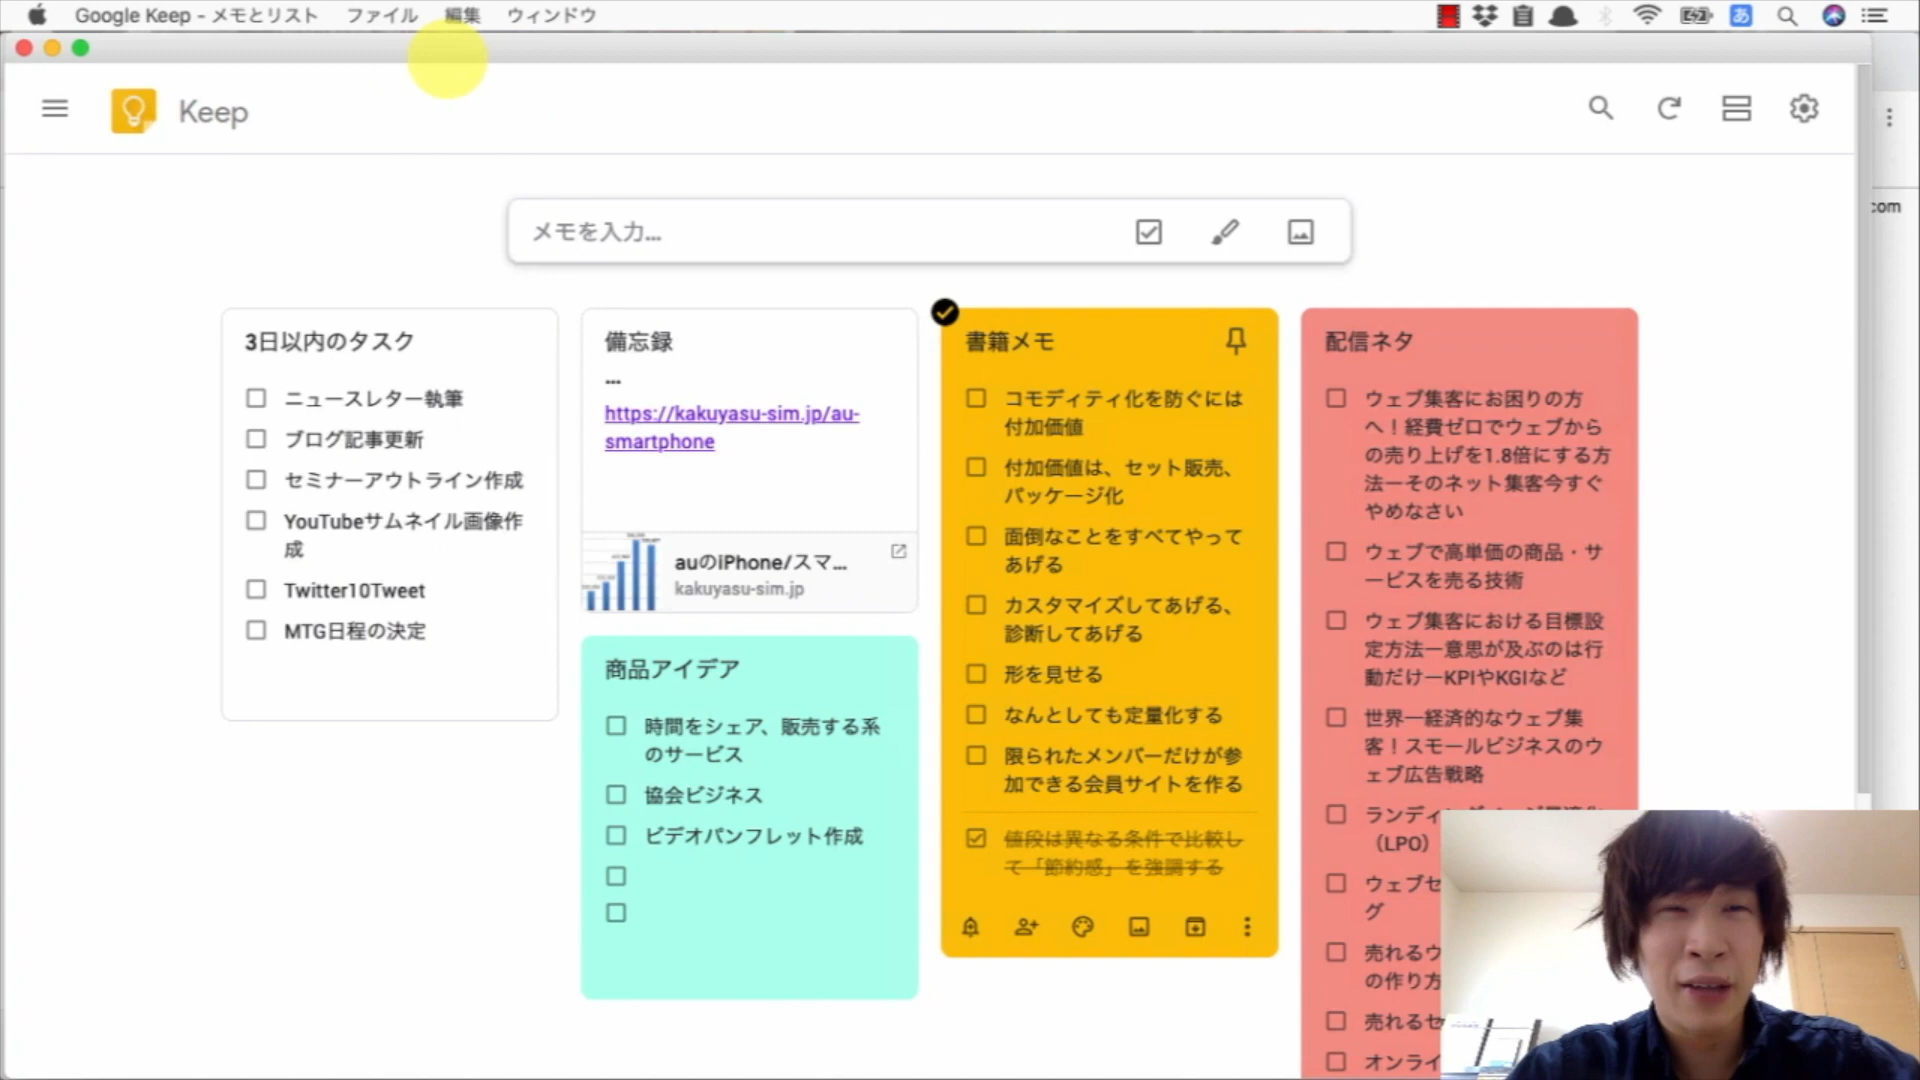 Google Keep - メモとリスト ファイル 編集 ウィンドウ
あ
Keep
com
メモを入力...
3日以内のタスク
ニュースレター執筆
ブログ記事更新
セミナーアウトライン作成
YouTubeサムネイル画像作
成
Twitter10Tweet
MTG日程の決定
備忘録
...
https://kakuyasu-sim.jp/au-
smartphone
auのiPhone/スマ...
kakuyasu-sim.jp
商品アイデア
時間をシェア、販売する系
のサービス
協会ビジネス
ビデオパンフレット作成
書籍メモ
コモディティ化を防ぐには
付加価値
付加価値は、セット販売、
パッケージ化
面倒なことをすべてやって
あげる
カスタマイズしてあげる、
診断してあげる
形を見せる
なんとしても定量化する
限られたメンバーだけが参
加できる会員サイトを作る
値段は異なる条件で比較し
て「節約感」を強調する
配信ネタ
ウェブ集客にお困りの方
へ！経費ゼロでウェブから
の売り上げを1.8倍にする方
法ーそのネット集客今すぐ
やめなさい
ウェブで高単価の商品・サ
ービスを売る技術
ウェブ集客における目標設
定方法ー意思が及ぶのは行
動だけーKPIやKGIなど
世界一経済的なウェブ集
客！スモールビジネスのウ
ェブ広告戦略
ランディ
（LPO）
ウェブセ
グ
売れるウ
の作り方
売れるセ
オンライ